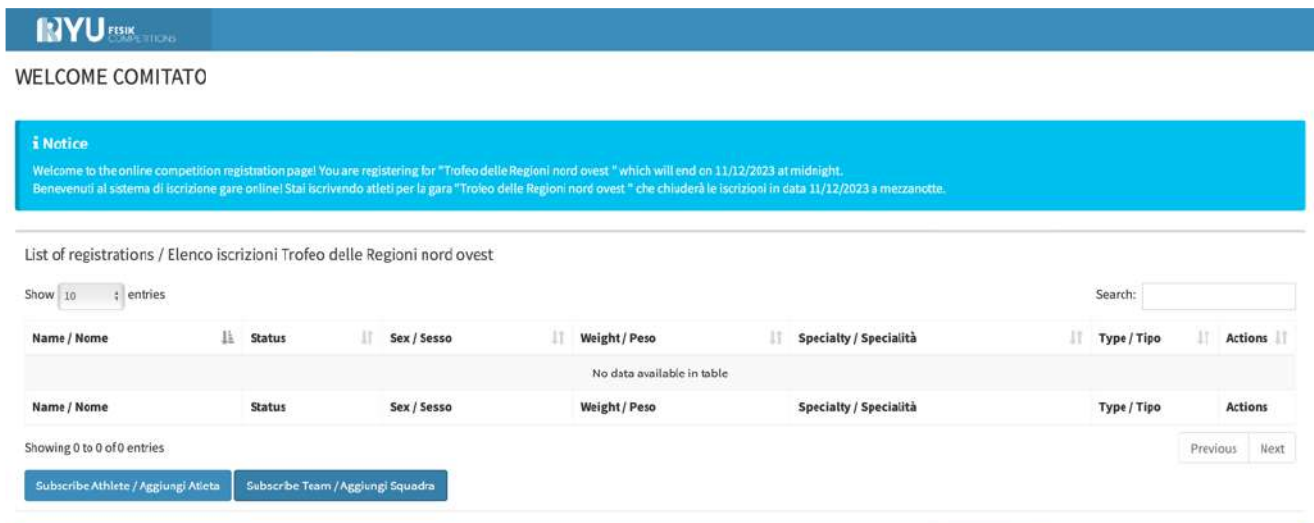 RYU FESIK COMPETITIONS
WELCOME COMITATO
i Notice
Welcome to the online competition registration page! You are registering for "Trofeo delle Regioni nord ovest " which will end on 11/12/2023 at midnight.
Benevenuti al sistema di iscrizione gare online! Stai iscrivendo atleti per la gara "Trofeo delle Regioni nord ovest " che chiuderà le iscrizioni in data 11/12/2023 a mezzanotte.
List of registrations / Elenco iscrizioni Trofeo delle Regioni nord ovest
Show 10 entries Search:
Name / Nome Status Sex / Sesso Weight / Peso Specialty / Specialità Type / Tipo Actions
No data available in table
Name / Nome Status Sex / Sesso Weight / Peso Specialty / Specialità Type / Tipo Actions
Showing 0 to 0 of 0 entries Previous Next
Subscribe Athlete / Aggiungi Atleta Subscribe Team / Aggiungi Squadra